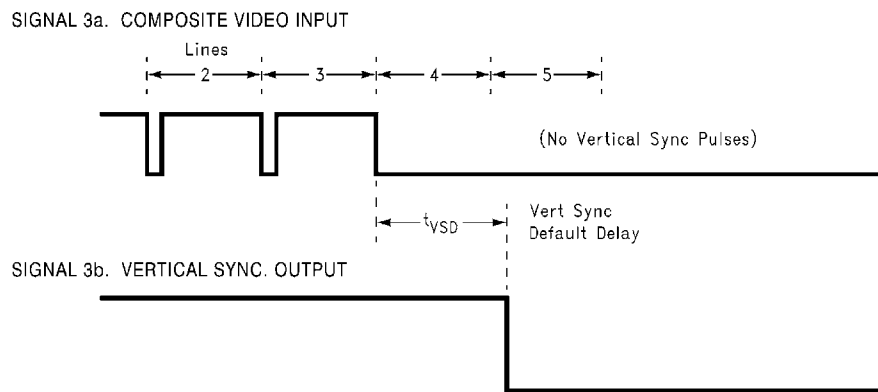 SIGNAL 3a. COMPOSITE VIDEO INPUT
Lines
2 3 4 5
(No Vertical Sync Pulses)
tVSD
Vert Sync
Default Delay
SIGNAL 3b. VERTICAL SYNC. OUTPUT